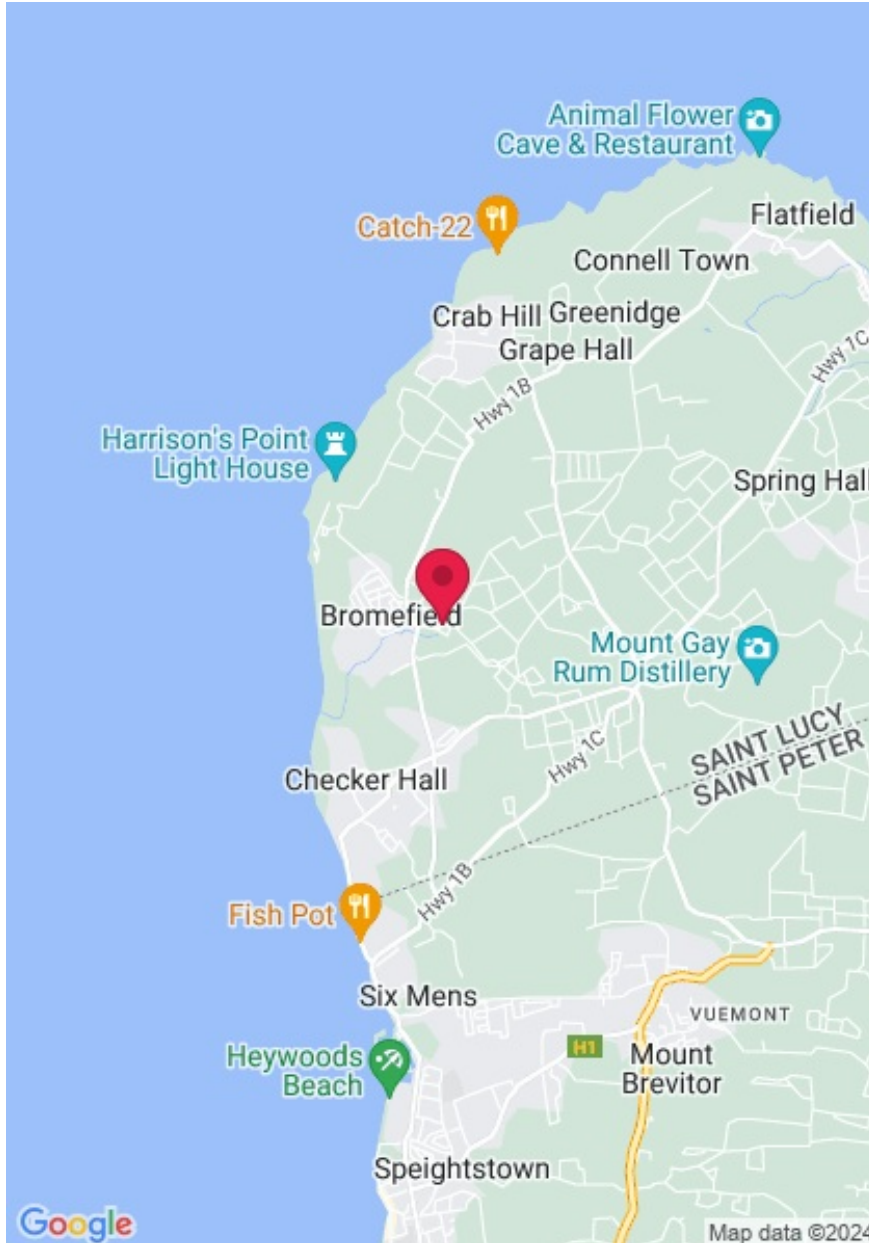 Animal Flower
Cave & Restaurant
Flatfield
Catch-22
Connell Town
Crab Hill
Greenidge
Grape Hall
Hwy 1C
Hwy 1B
Harrison's Point
Light House
Spring Hall
Bromefield
Mount Gay
Rum Distillery
SAINT LUCY
SAINT PETER
Hwy 1C
Checker Hall
Hwy 1B
Fish Pot
Six Mens
VUEMONT
H1
Heywoods
Beach
Mount
Brevitor
Speightstown
Google
Map data ©2024